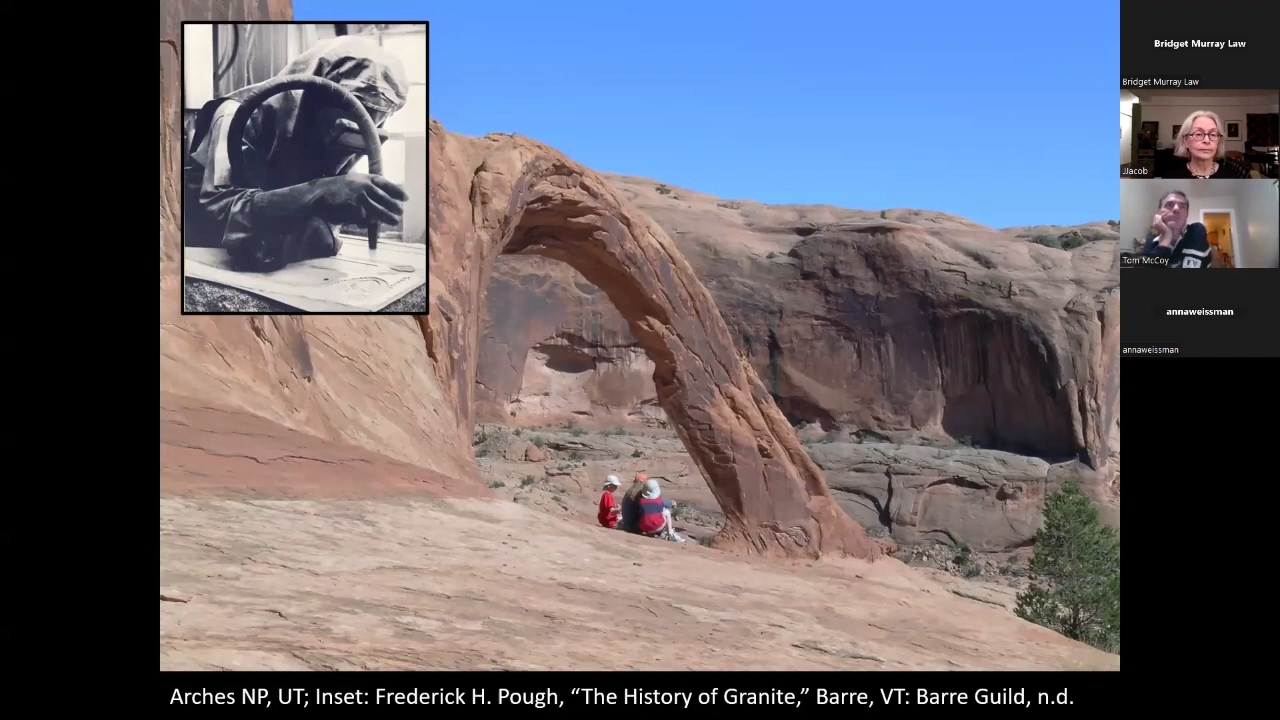 Bridget Murray Law
Bridget Murray Law
JJacob
Tom McCoy
annaweissman
annaweissman
Arches NP, UT; Inset: Frederick H. Pough, “The History of Granite,” Barre, VT: Barre Guild, n.d.